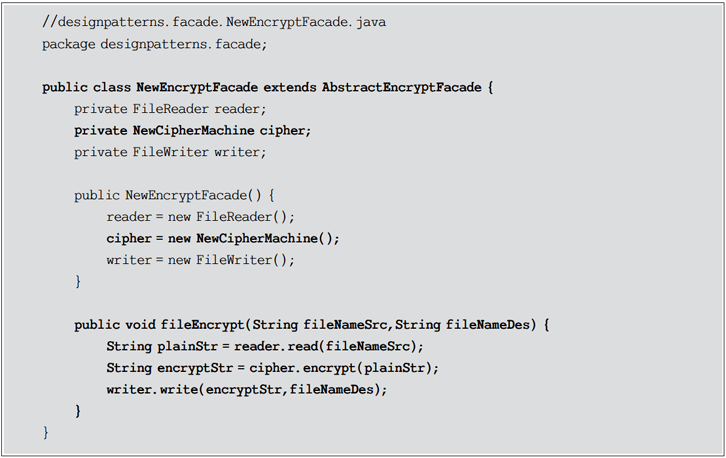 //designpatterns.facade.NewEncryptFacade.java
package designpatterns.facade;
public class NewEncryptFacade extends AbstractEncryptFacade {
private FileReader reader;
private NewCipherMachine cipher;
private FileWriter writer;
public NewEncryptFacade() {
reader = new FileReader();
cipher = new NewCipherMachine();
writer = new FileWriter();
}
public void fileEncrypt(String fileNameSrc,String fileNameDes) {
String plainStr = reader.read(fileNameSrc);
String encryptStr = cipher.encrypt(plainStr);
writer.write(encryptStr,fileNameDes);
}
}